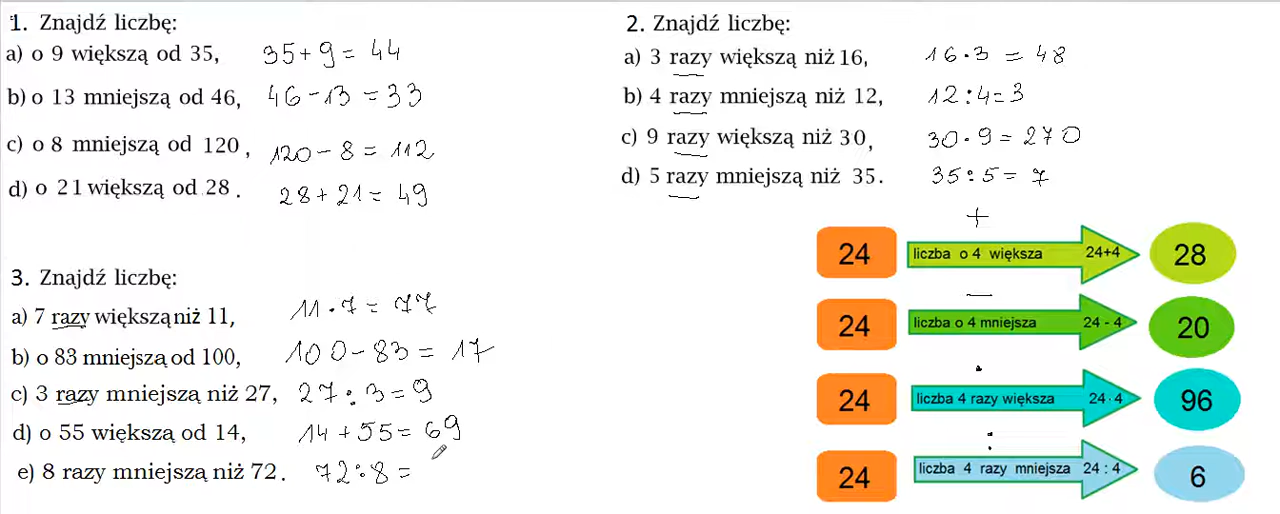 1. Znajdź liczbę:
a) o 9 większą od 35, 35 + 9 = 44
b) o 13 mniejszą od 46, 46 - 13 = 33
c) o 8 mniejszą od 120, 120 - 8 = 112
d) o 21 większą od 28. 28 + 21 = 49
2. Znajdź liczbę:
a) 3 razy większą niż 16, 16 · 3 = 48
b) 4 razy mniejszą niż 12, 12 : 4 = 3
c) 9 razy większą niż 30, 30 · 9 = 270
d) 5 razy mniejszą niż 35. 35 : 5 = 7
3. Znajdź liczbę:
a) 7 razy większą niż 11, 11 · 7 = 77
b) o 83 mniejszą od 100, 100 - 83 = 17
c) 3 razy mniejszą niż 27, 27 : 3 = 9
d) o 55 większą od 14, 14 + 55 = 69
e) 8 razy mniejszą niż 72. 72 : 8 =
+
24 liczba o 4 większa 24+4 28
-
24 liczba o 4 mniejsza 24 - 4 20
·
24 liczba 4 razy większa 24 · 4 96
:
24 liczba 4 razy mniejsza 24 : 4 6